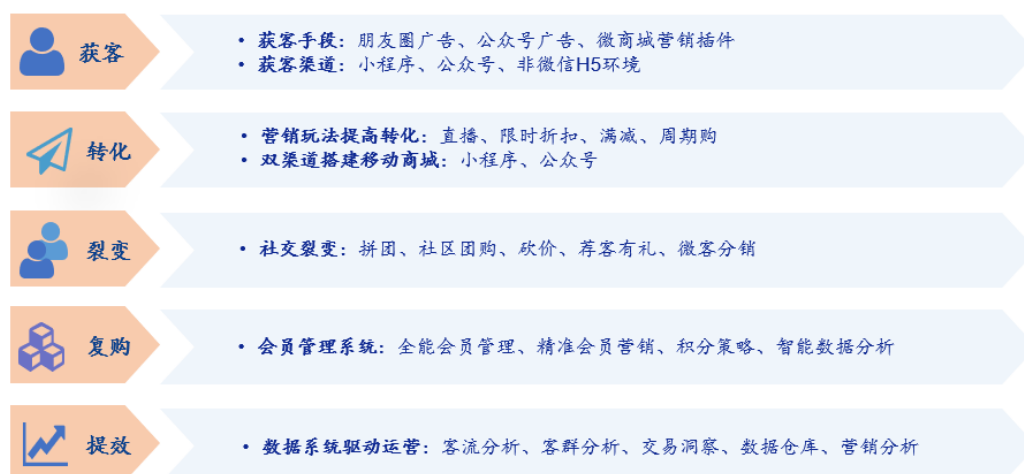 获客
• 获客手段：朋友圈广告、公众号广告、微商城营销插件
• 获客渠道：小程序、公众号、非微信H5环境
转化
• 营销玩法提高转化：直播、限时折扣、满减、周期购
• 双渠道搭建移动商城：小程序、公众号
裂变
• 社交裂变：拼团、社区团购、砍价、荐客有礼、微客分销
复购
• 会员管理系统：全能会员管理、精准会员营销、积分策略、智能数据分析
提效
• 数据系统驱动运营：客流分析、客群分析、交易洞察、数据仓库、营销分析